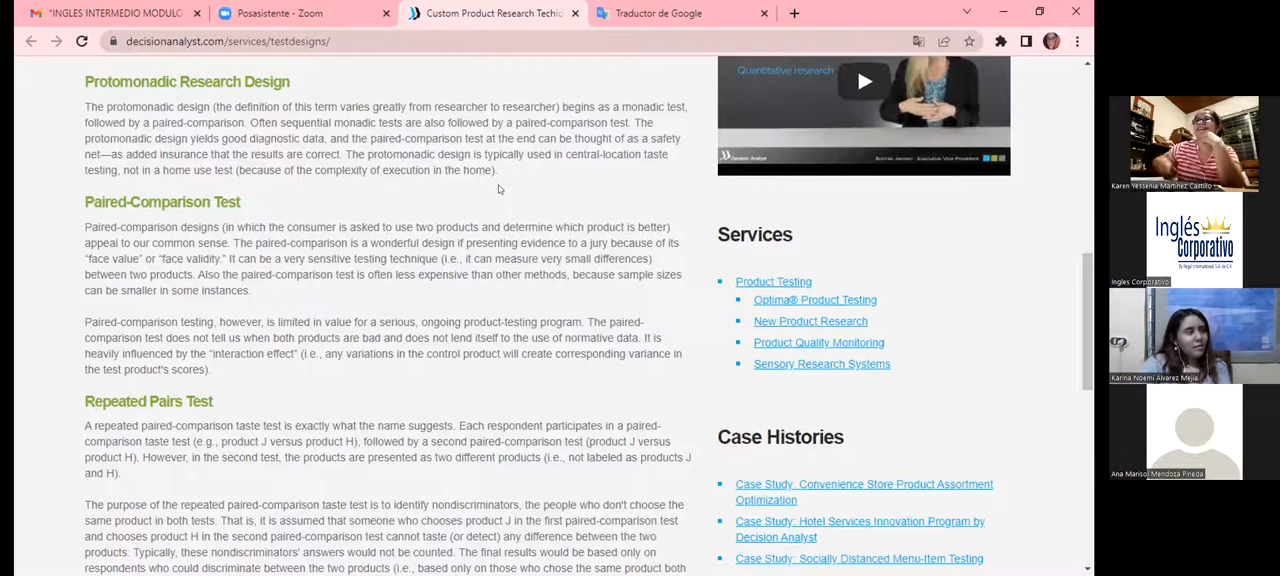 "INGLES INTERMEDIO MODULO
Posasistente - Zoom
Custom Product Research Techiq
Traductor de Google
decisionanalyst.com/services/testdesigns/
Protomonadic Research Design
The protomonadic design (the definition of this term varies greatly from researcher to researcher) begins as a monadic test,
followed by a paired-comparison. Often sequential monadic tests are also followed by a paired-comparison test. The
protomonadic design yields good diagnostic data, and the paired-comparison test at the end can be thought of as a safety
net—as added insurance that the results are correct. The protomonadic design is typically used in central-location taste
testing, not in a home use test (because of the complexity of execution in the home).
Paired-Comparison Test
Paired-comparison designs (in which the consumer is asked to use two products and determine which product is better)
appeal to our common sense. The paired-comparison is a wonderful design if presenting evidence to a jury because of its
“face value” or “face validity.” It can be a very sensitive testing technique (i.e., it can measure very small differences)
between two products. Also the paired-comparison test is often less expensive than other methods, because sample sizes
can be smaller in some instances.
Paired-comparison testing, however, is limited in value for a serious, ongoing product-testing program. The paired-
comparison test does not tell us when both products are bad and does not lend itself to the use of normative data. It is
heavily influenced by the “interaction effect” (i.e., any variations in the control product will create corresponding variance in
the test product's scores).
Repeated Pairs Test
A repeated paired-comparison taste test is exactly what the name suggests. Each respondent participates in a paired-
comparison taste test (e.g., product J versus product H), followed by a second paired-comparison test (product J versus
product H). However, in the second test, the products are presented as two different products (i.e., not labeled as products J
and H).
The purpose of the repeated paired-comparison taste test is to identify nondiscriminators, the people who don't choose the
same product in both tests. That is, it is assumed that someone who chooses product J in the first paired-comparison test
and chooses product H in the second paired-comparison test cannot taste (or detect) any difference between the two
products. Typically, these nondiscriminators' answers would not be counted. The final results would be based only on
respondents who could discriminate between the two products (i.e., based only on those who chose the same product both
Quantitative research
Decision Analyst
Bonnie Janzen Executive Vice President
Services
Product Testing
Optima® Product Testing
New Product Research
Product Quality Monitoring
Sensory Research Systems
Case Histories
Case Study: Convenience Store Product Assortment
Optimization
Case Study: Hotel Services Innovation Program by
Decision Analyst
Case Study: Socially Distanced Menu-Item Testing
Karen Yessenia Martinez Castillo
Inglés
Corporativo
By Regal International, S.A. de C.V.
Ingles Corporativo
Karina Noemi Alvarez Mejia
Ana Marisol Mendoza Pineda